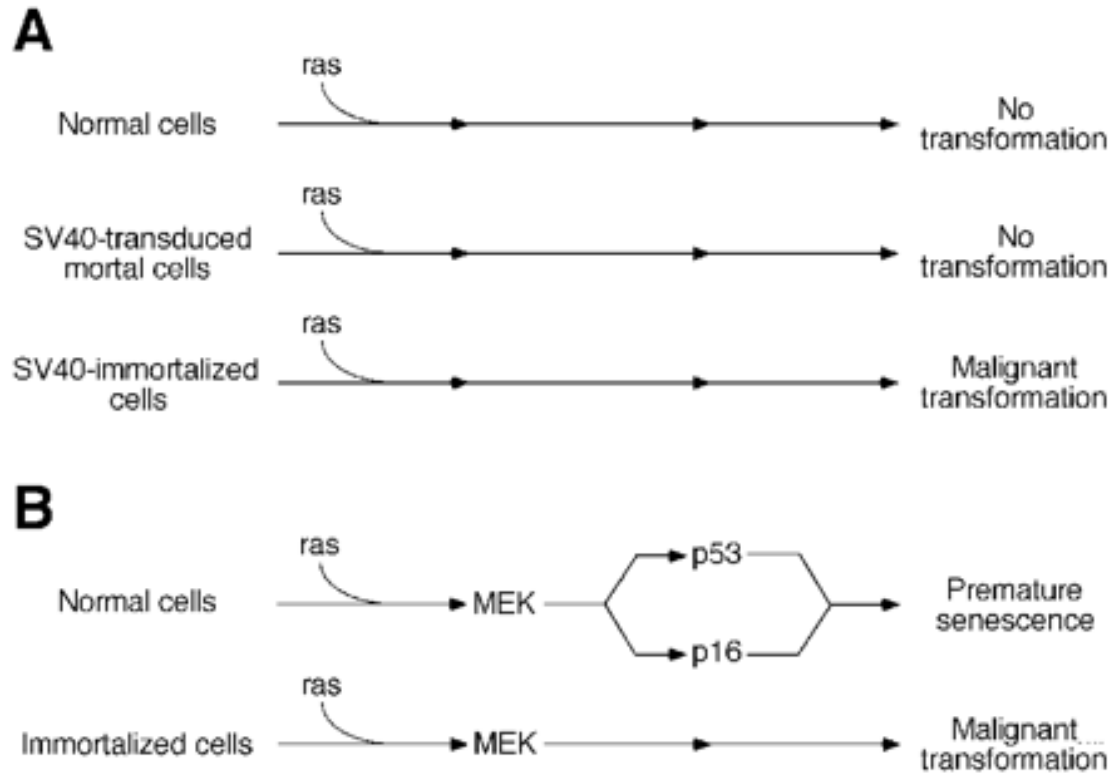 A
ras
Normal cells
No
transformation
ras
SV40-transduced
mortal cells
No
transformation
ras
SV40-immortalized
cells
Malignant
transformation
B
ras
Normal cells
MEK
p53
p16
Premature
senescence
ras
Immortalized cells
MEK
Malignant
transformation